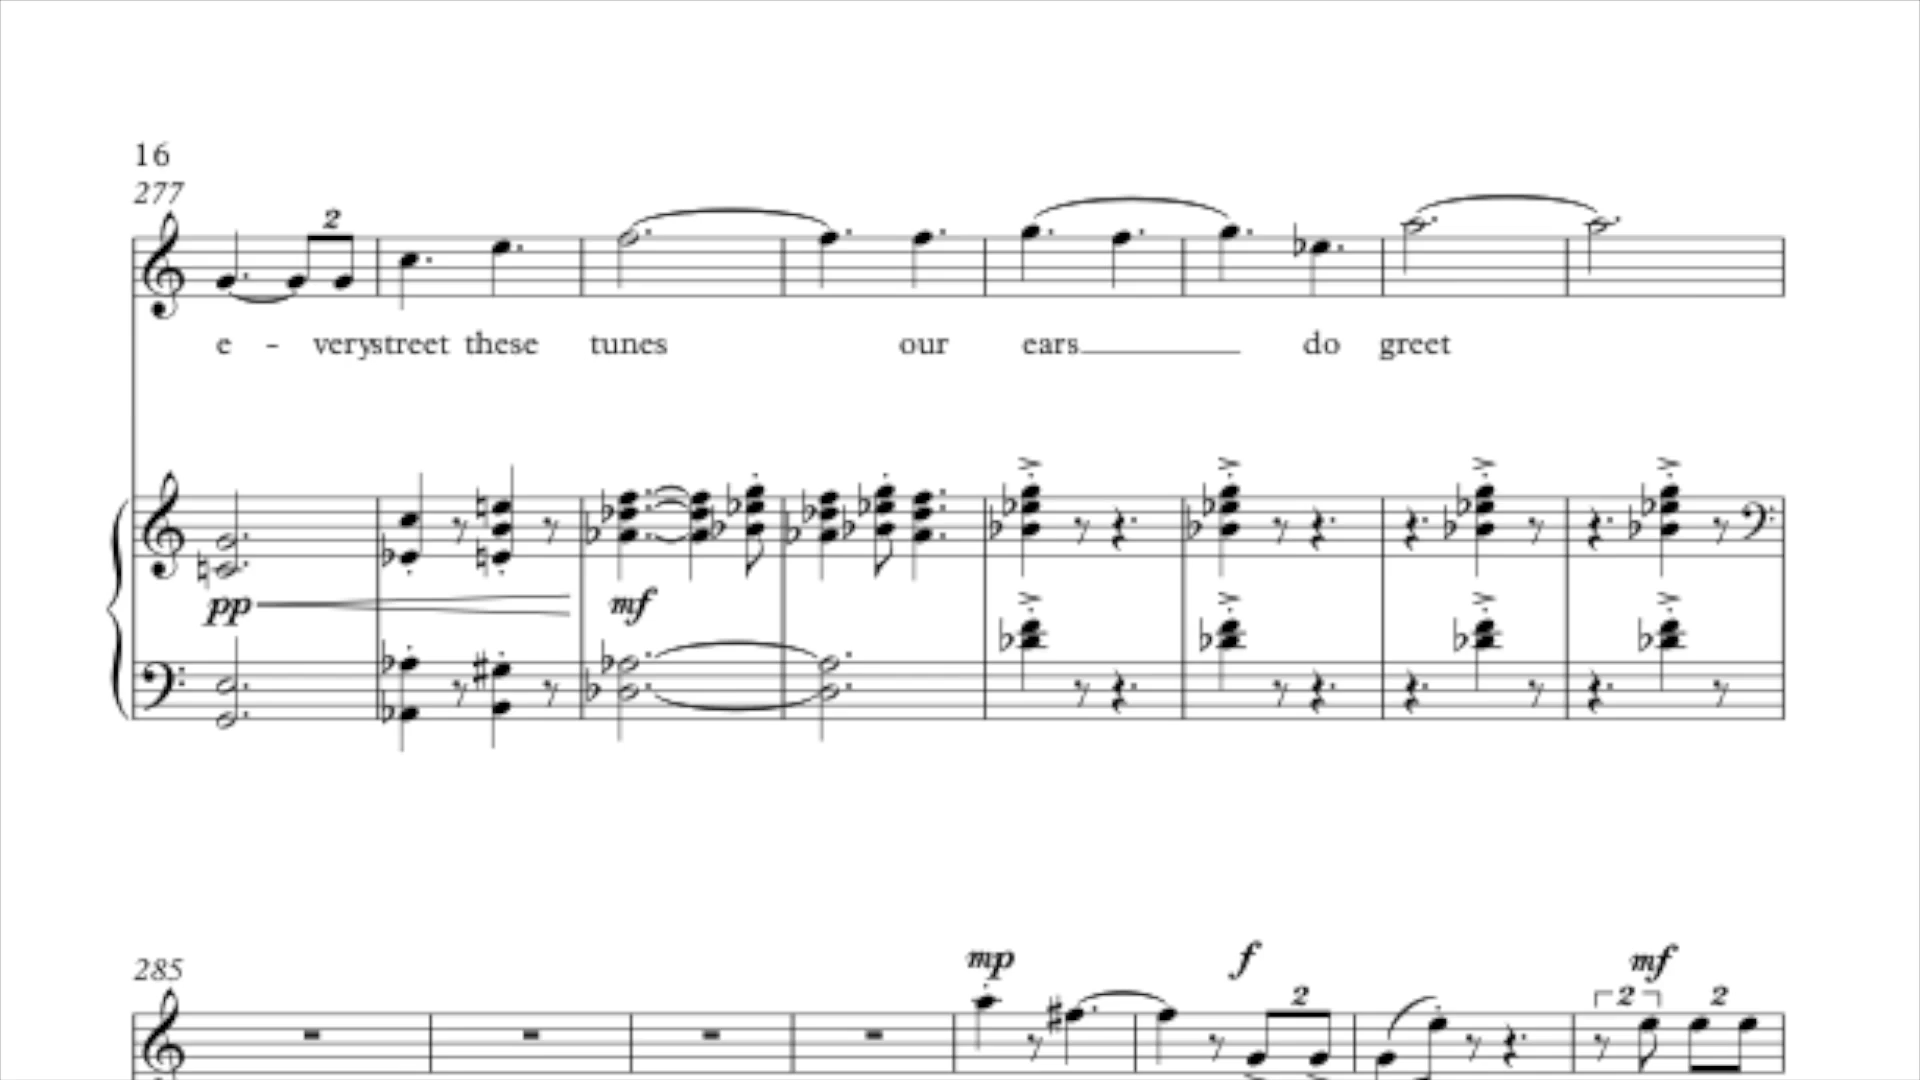 16
277
2
e - verystreet these tunes our ears do greet
pp mf
285
mp f mf
2 2 2